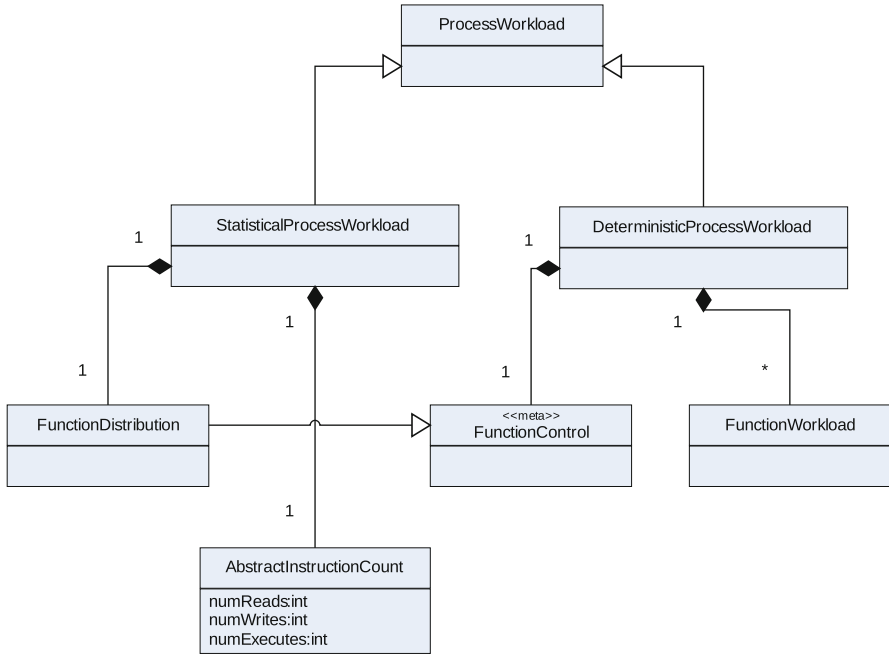 ProcessWorkload
StatisticalProcessWorkload
DeterministicProcessWorkload
1
1
1
1
1
1
*
FunctionDistribution
<<meta>>
FunctionControl
FunctionWorkload
1
AbstractInstructionCount
numReads:int
numWrites:int
numExecutes:int